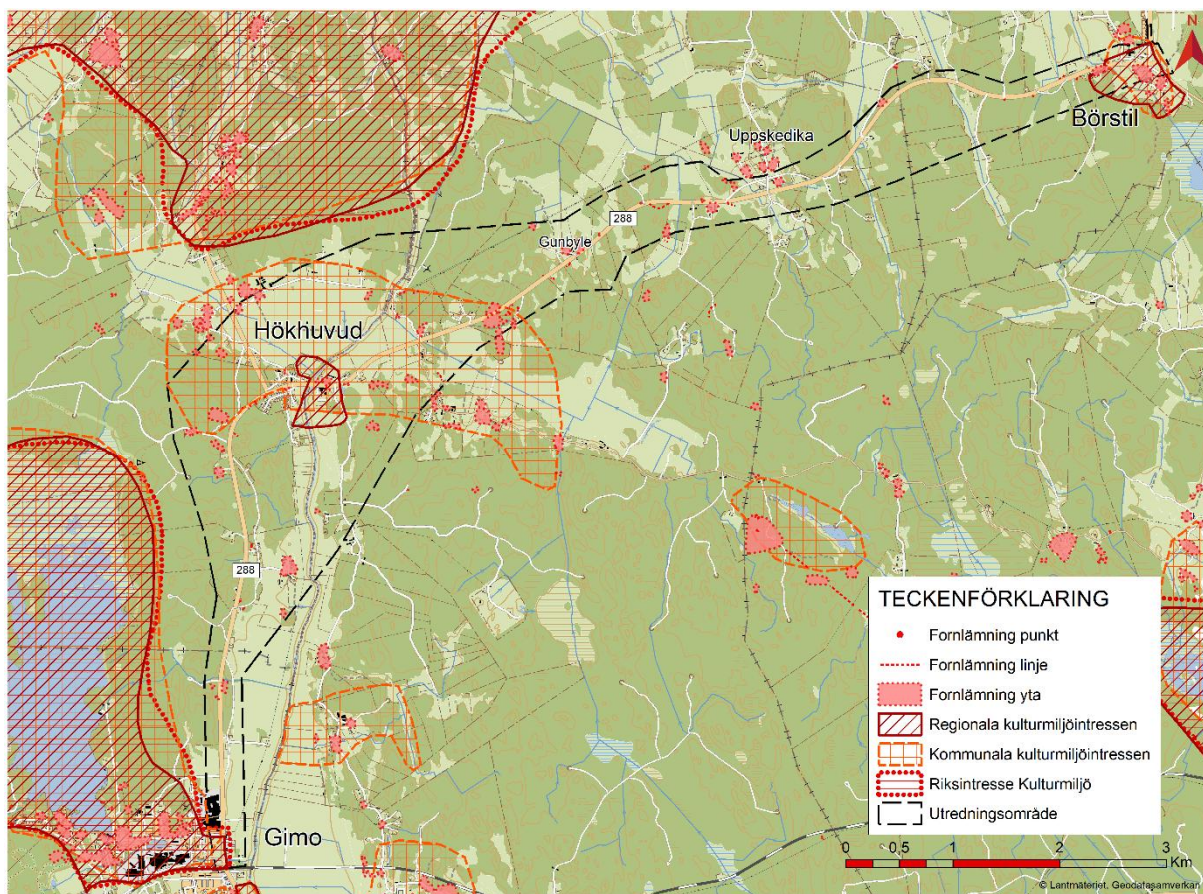 N
Börstil
Uppskedika
288
Gunbyle
Hökhuvud
288
Gimo
TECKENFÖRKLARING
Fornlämning punkt
Fornlämning linje
Fornlämning yta
Regionala kulturmiljöintressen
Kommunala kulturmiljöintressen
Riksintresse Kulturmiljö
Utredningsområde
0 0,5 1 2 3
Km
© Lantmäteriet, Geodatasamverkan